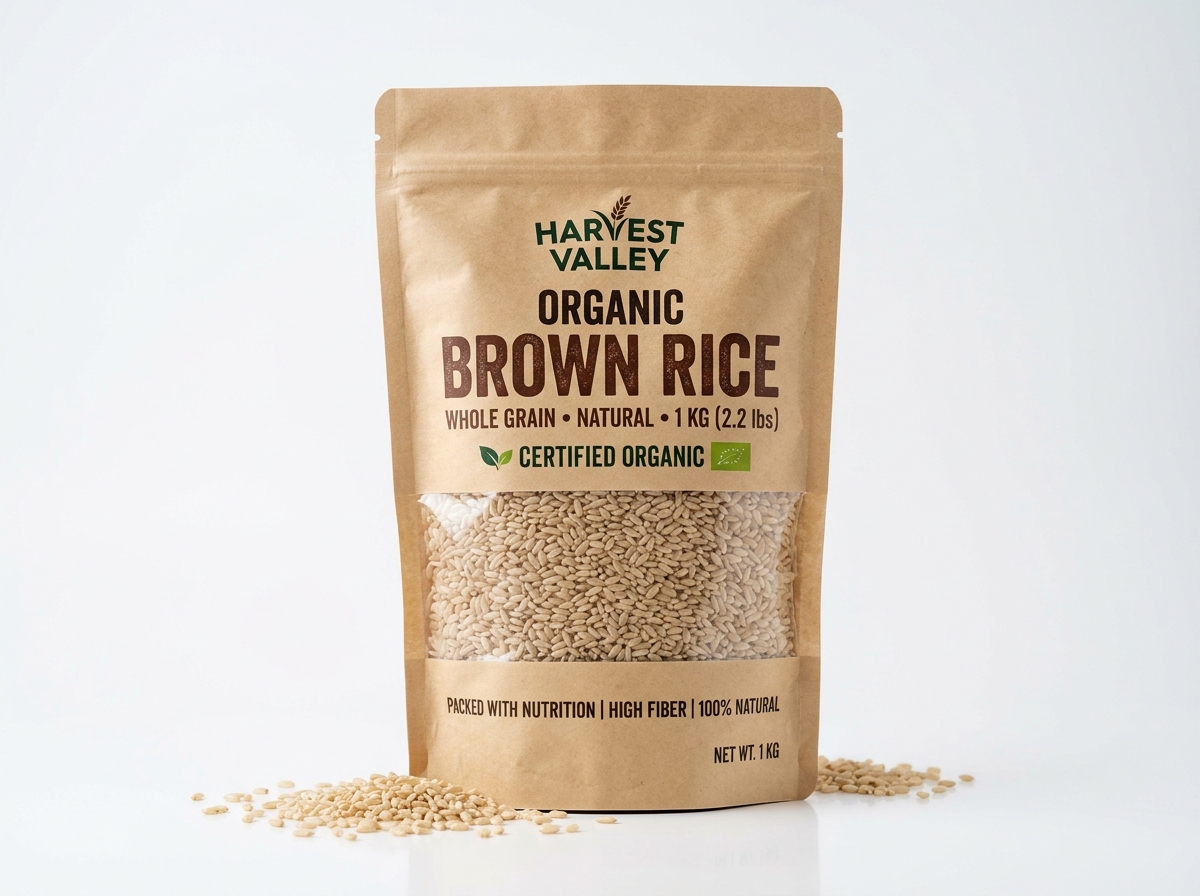 HARVEST
VALLEY
ORGANIC
BROWN RICE
WHOLE GRAIN • NATURAL • 1 KG (2.2 lbs)
CERTIFIED ORGANIC
PACKED WITH NUTRITION | HIGH FIBER | 100% NATURAL
NET WT. 1 KG